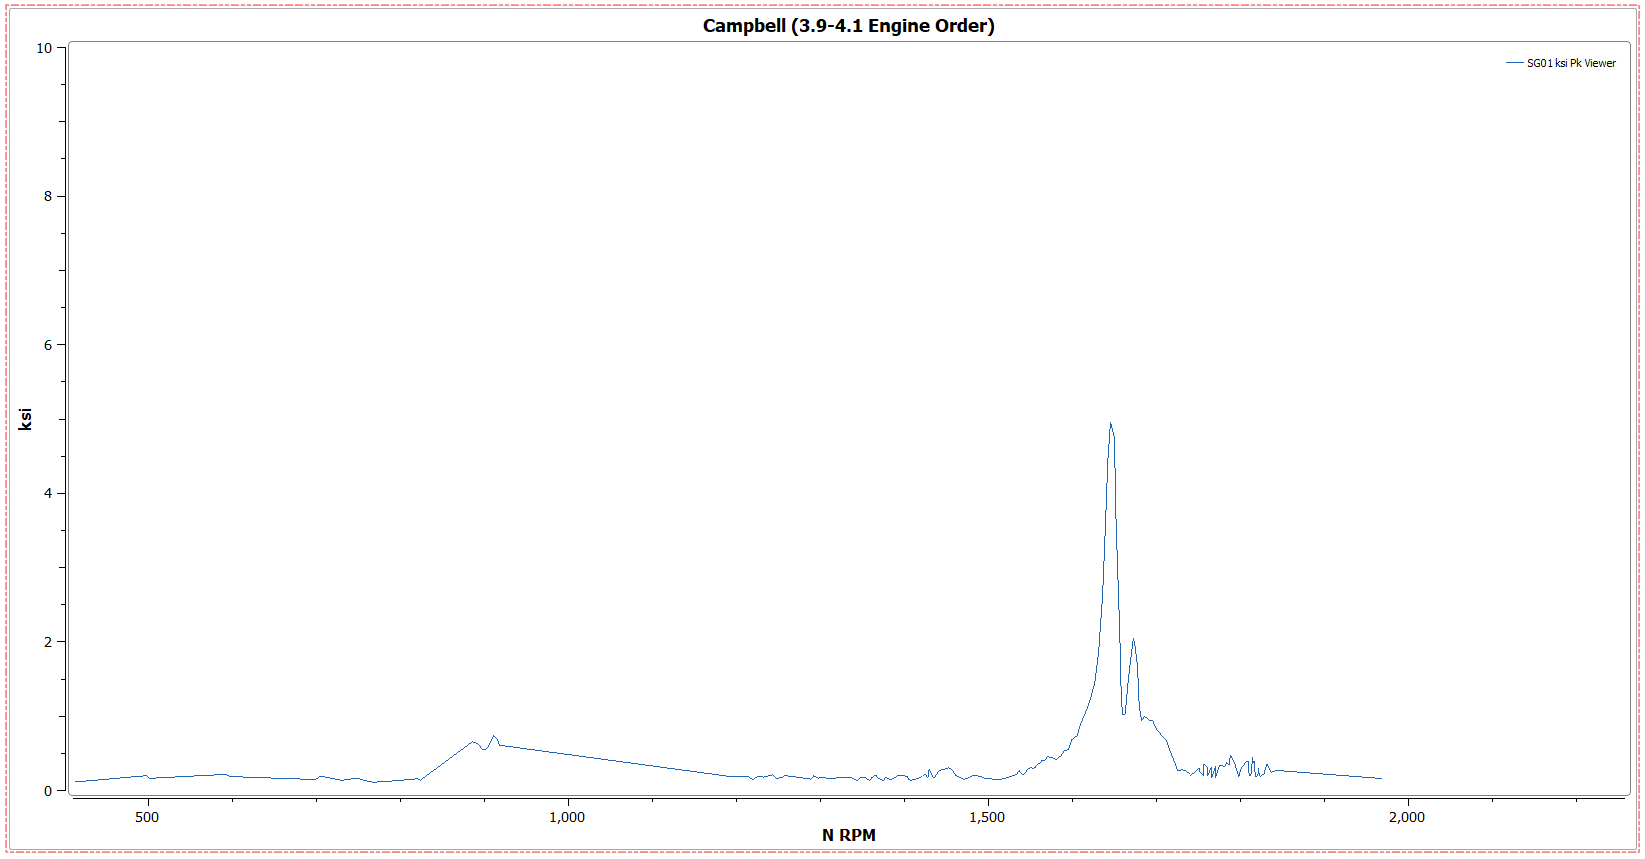 Campbell (3.9-4.1 Engine Order)
SG01 ksi Pk Viewer
10
8
6
4
2
0
ksi
500 1,000 1,500 2,000
N RPM